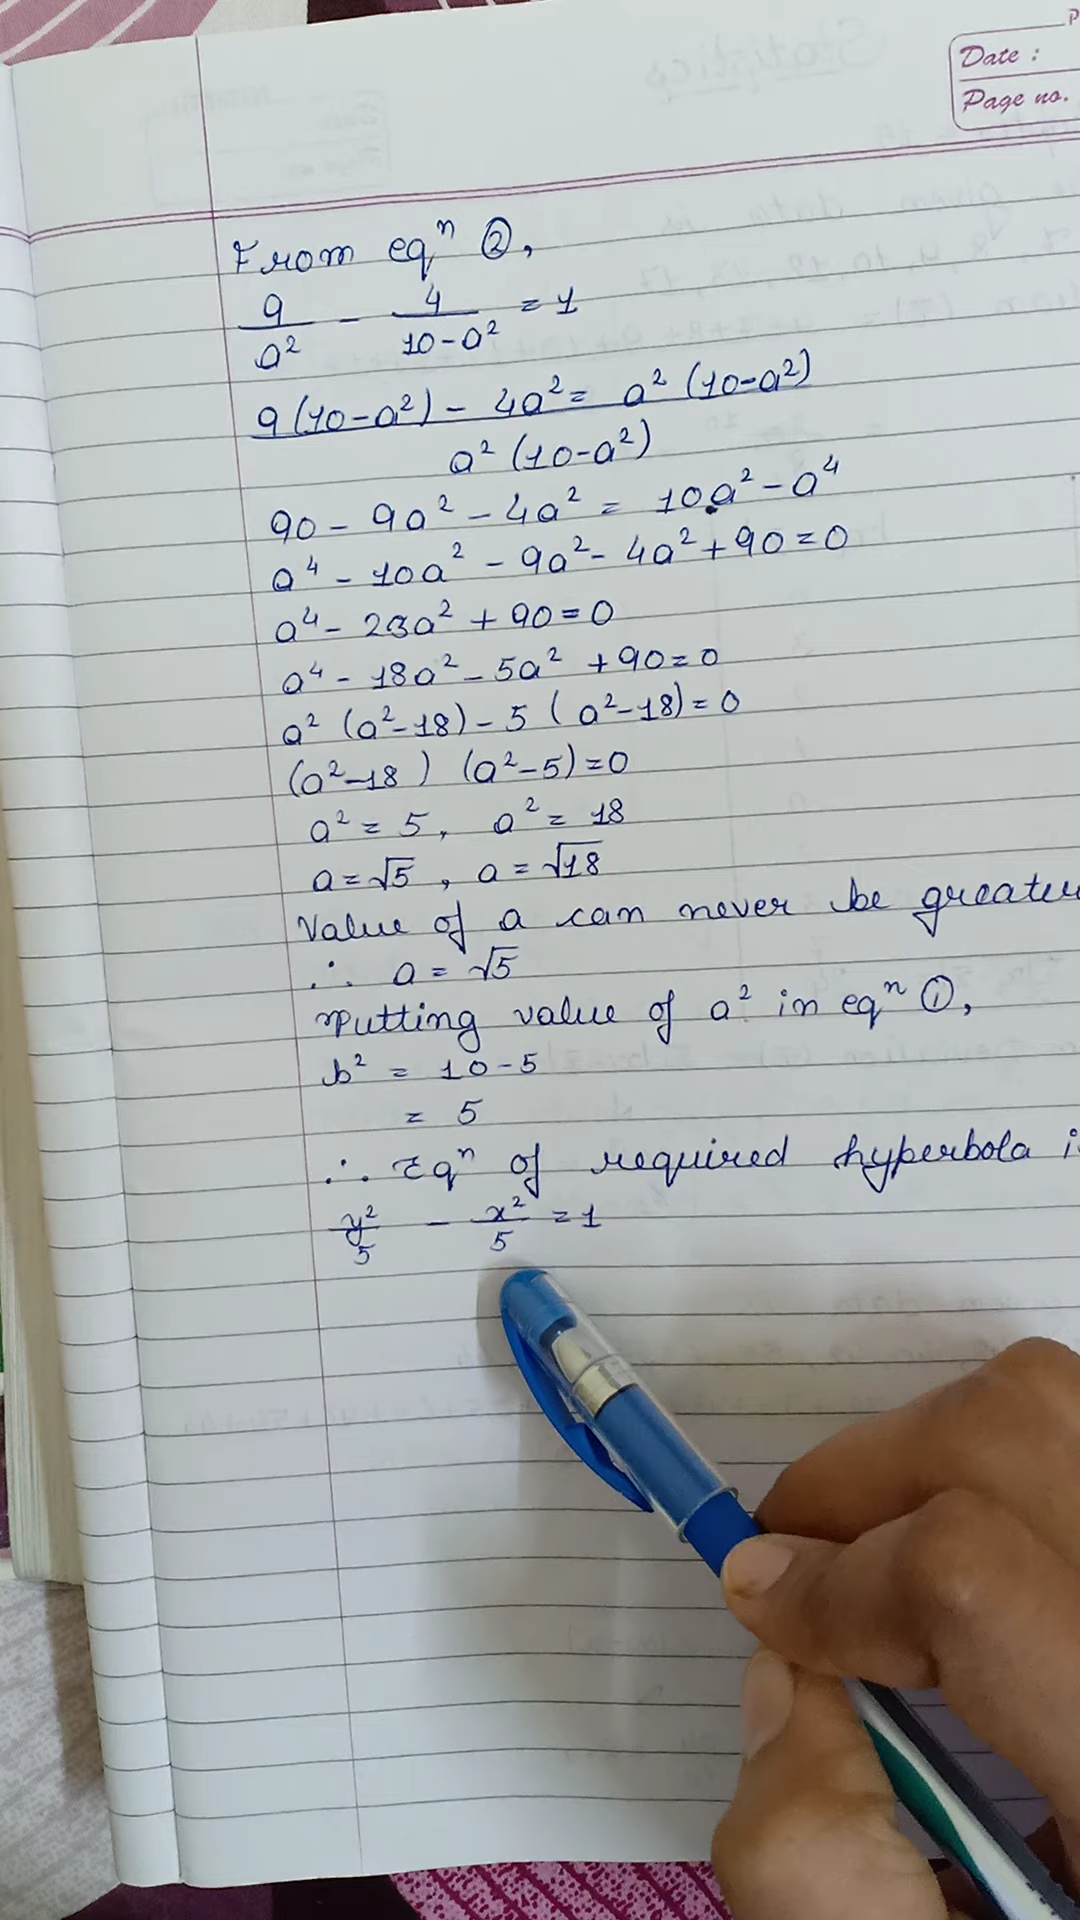 Date :
Page no.
From eqⁿ ②,
9/a² - 4/(10-a²) = 1
9(10-a²) - 4a² = a² (10-a²)
a² (10-a²)
90 - 9a² - 4a² = 10a² - a⁴
a⁴ - 10a² - 9a² - 4a² + 90 = 0
a⁴ - 23a² + 90 = 0
a⁴ - 18a² - 5a² + 90 = 0
a² (a²-18) - 5 (a²-18) = 0
(a²-18) (a²-5) = 0
a² = 5, a² = 18
a = √5, a = √18
Value of a can never be greater
∴ a = √5
Putting value of a² in eqⁿ ①,
b² = 10 - 5
= 5
∴ Eqⁿ of required hyperbola is
y²/5 - x²/5 = 1